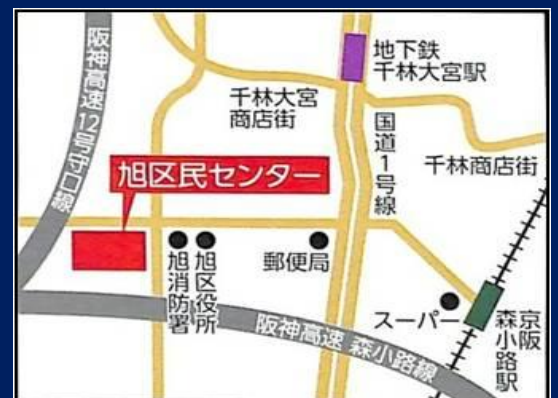 阪神高速12号守口線
地下鉄
千林大宮駅
千林大宮
商店街
国道1号線
千林商店街
旭区民センター
旭消防署
旭区役所
郵便局
スーパー
京阪
森小路駅
阪神高速 森小路線